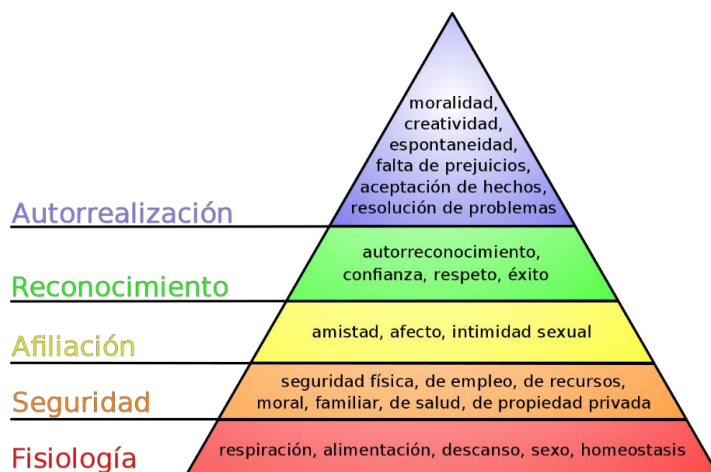 moralidad,
creatividad,
espontaneidad,
falta de prejuicios,
aceptación de hechos,
resolución de problemas
Autorrealización
autorreconocimiento,
confianza, respeto, éxito
Reconocimiento
amistad, afecto, intimidad sexual
Afiliación
seguridad física, de empleo, de recursos,
moral, familiar, de salud, de propiedad privada
Seguridad
respiración, alimentación, descanso, sexo, homeostasis
Fisiología